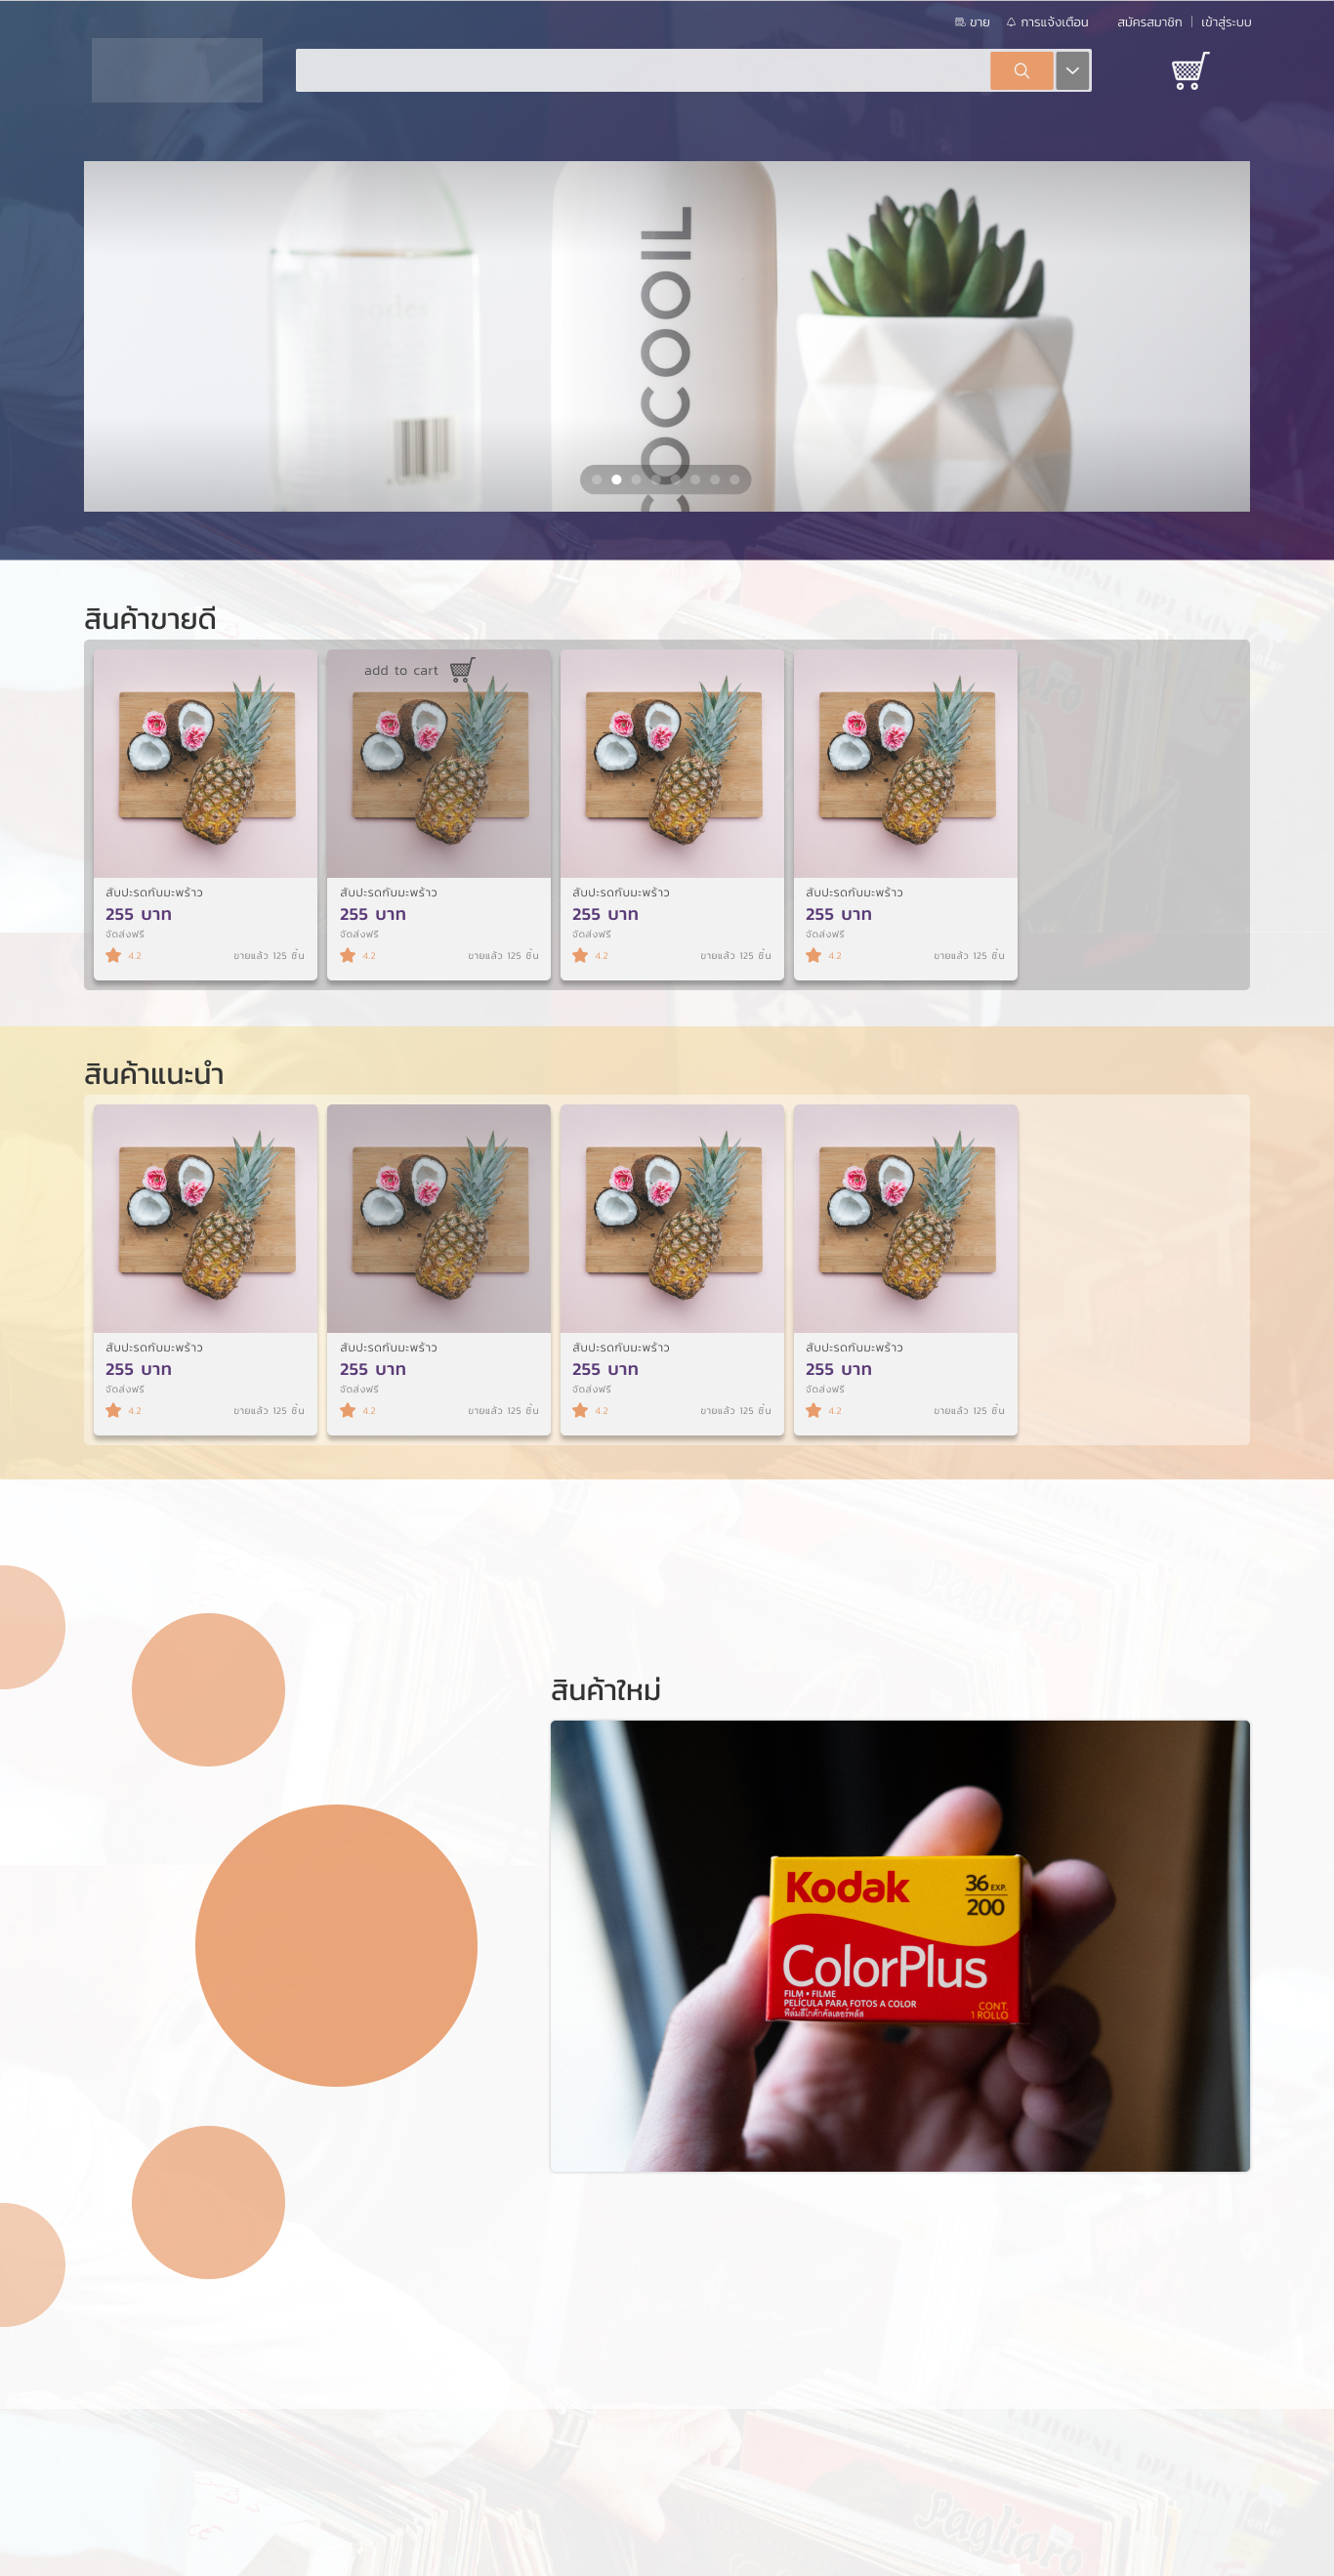 ขาย การแจ้งเตือน สมัครสมาชิก | เข้าสู่ระบบ
COCOOIL
สินค้าขายดี
add to cart
สับปะรดกับมะพร้าว
255 บาท
จัดส่งฟรี
4.2 ขายแล้ว 125 ชิ้น
สับปะรดกับมะพร้าว
255 บาท
จัดส่งฟรี
4.2 ขายแล้ว 125 ชิ้น
สับปะรดกับมะพร้าว
255 บาท
จัดส่งฟรี
4.2 ขายแล้ว 125 ชิ้น
สับปะรดกับมะพร้าว
255 บาท
จัดส่งฟรี
4.2 ขายแล้ว 125 ชิ้น
สินค้าแนะนำ
สับปะรดกับมะพร้าว
255 บาท
จัดส่งฟรี
4.2 ขายแล้ว 125 ชิ้น
สับปะรดกับมะพร้าว
255 บาท
จัดส่งฟรี
4.2 ขายแล้ว 125 ชิ้น
สับปะรดกับมะพร้าว
255 บาท
จัดส่งฟรี
4.2 ขายแล้ว 125 ชิ้น
สับปะรดกับมะพร้าว
255 บาท
จัดส่งฟรี
4.2 ขายแล้ว 125 ชิ้น
สินค้าใหม่
Kodak
36 EXP.
200
ColorPlus
FILM • FILME
PELÍCULA PARA FOTOS A COLOR
ฟิล์มสีโกดักคัลเลอร์พลัส
CONT.
1 ROLLO
Pagliaro